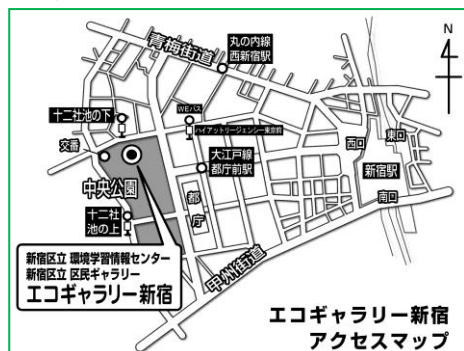 青梅街道
丸の内線
西新宿駅
N
十二社池の下
WEバス
ハイアットリージェンシー東京前
交番
大江戸線
都庁前駅
西口
東口
新宿駅
南口
中央公園
都庁
十二社
池の上
甲州街道
新宿区立 環境学習情報センター
新宿区立 区民ギャラリー
エコギャラリー新宿
エコギャラリー新宿
アクセスマップ